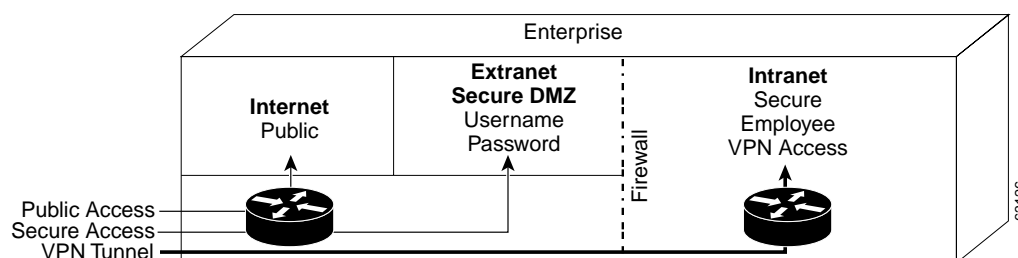 Enterprise
Internet
Public
Extranet
Secure DMZ
Username
Password
Firewall
Intranet
Secure
Employee
VPN Access
Public Access
Secure Access
VPN Tunnel